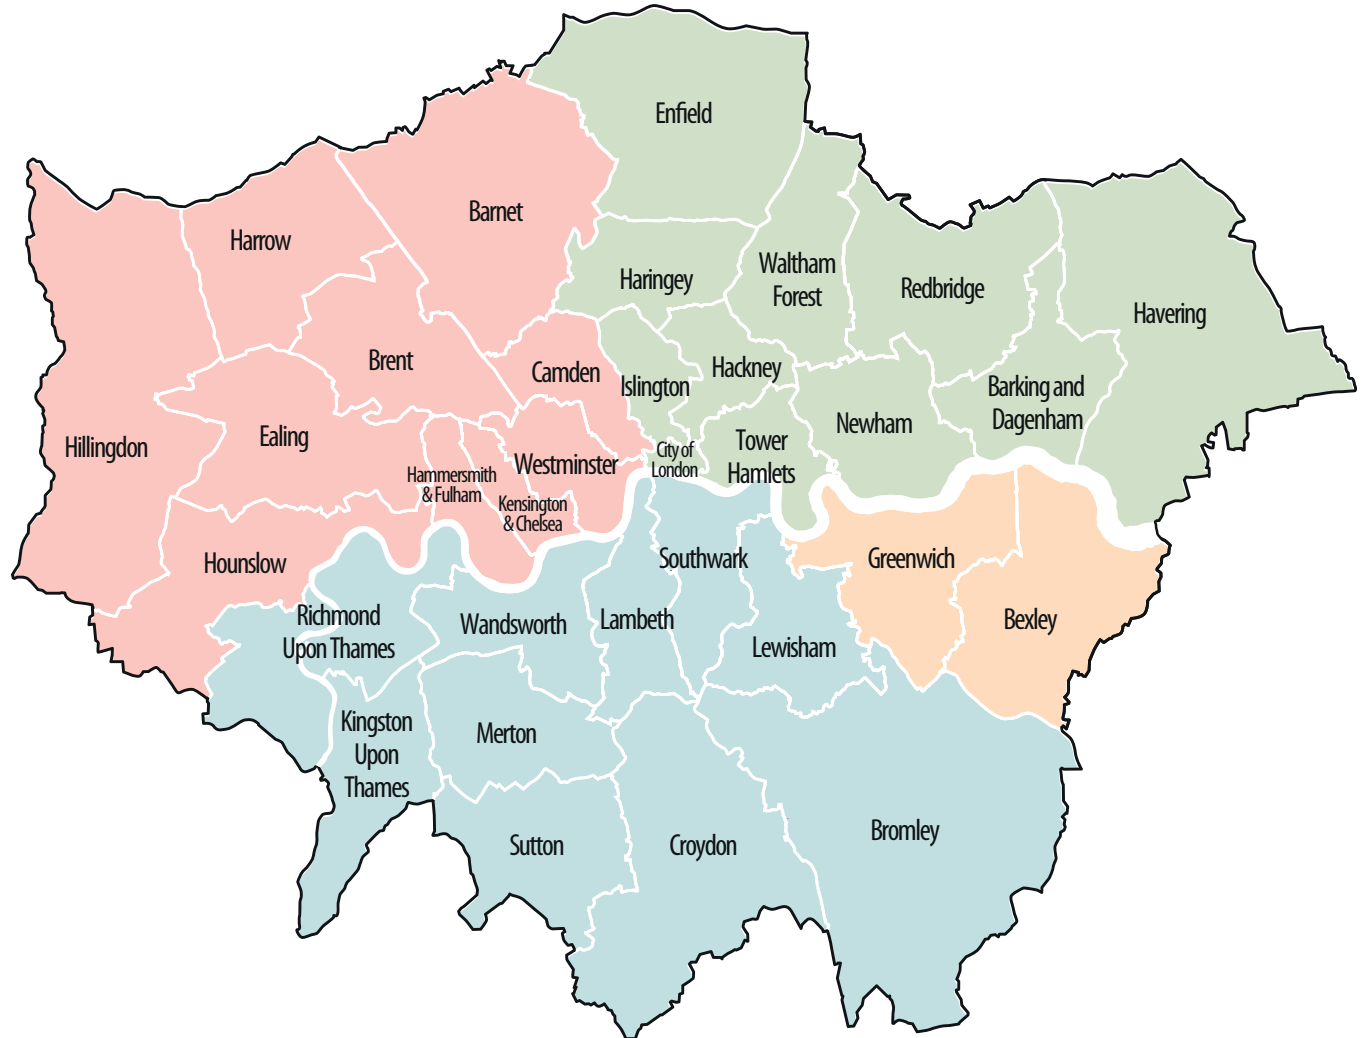 Enfield
Barnet
Harrow
Haringey
Waltham
Forest
Redbridge
Havering
Brent
Camden
Islington
Hackney
Barking and
Dagenham
Hillingdon
Ealing
Newham
Tower
Hamlets
City of
London
Westminster
Hammersmith
& Fulham
Kensington
& Chelsea
Hounslow
Southwark
Greenwich
Richmond
Upon Thames
Wandsworth
Lambeth
Lewisham
Bexley
Kingston
Upon
Thames
Merton
Sutton
Croydon
Bromley